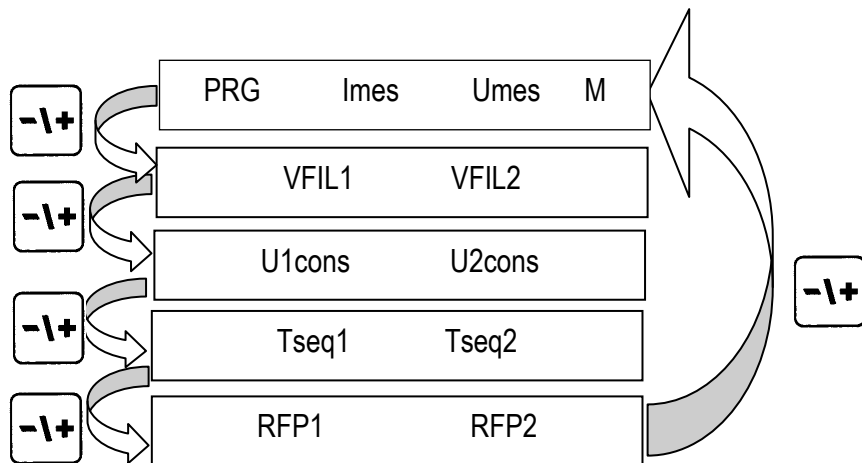 PRG Imes Umes M
-\+
VFIL1 VFIL2
-\+
U1cons U2cons
-\+
-\+
Tseq1 Tseq2
-\+
RFP1 RFP2